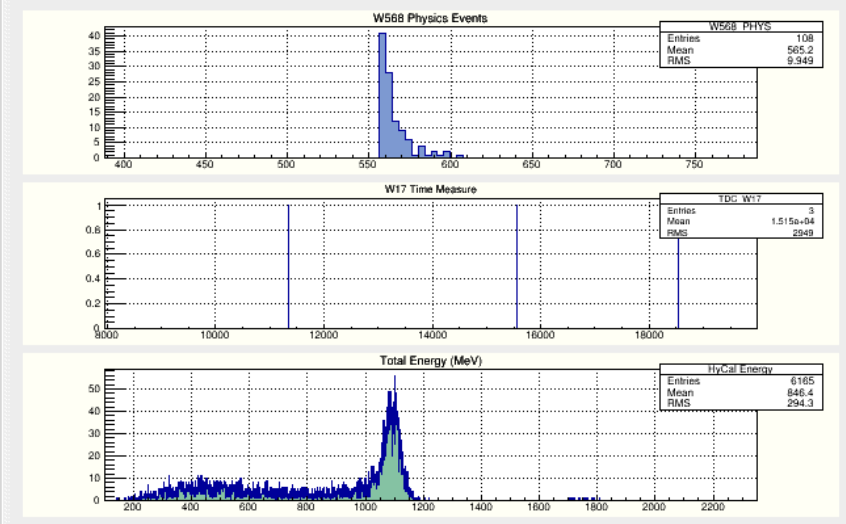 W568 Physics Events
W568_PHYS
Entries 108
Mean 565.2
RMS 9.949
40
35
30
25
20
15
10
5
0
400 450 500 550 600 650 700 750
W17 Time Measure
TDC_W17
Entries 3
Mean 1.515e+04
RMS 2949
1
0.8
0.6
0.4
0.2
0
8000 10000 12000 14000 16000 18000
Total Energy (MeV)
HyCal Energy
Entries 6165
Mean 846.4
RMS 294.3
50
40
30
20
10
0
200 400 600 800 1000 1200 1400 1600 1800 2000 2200